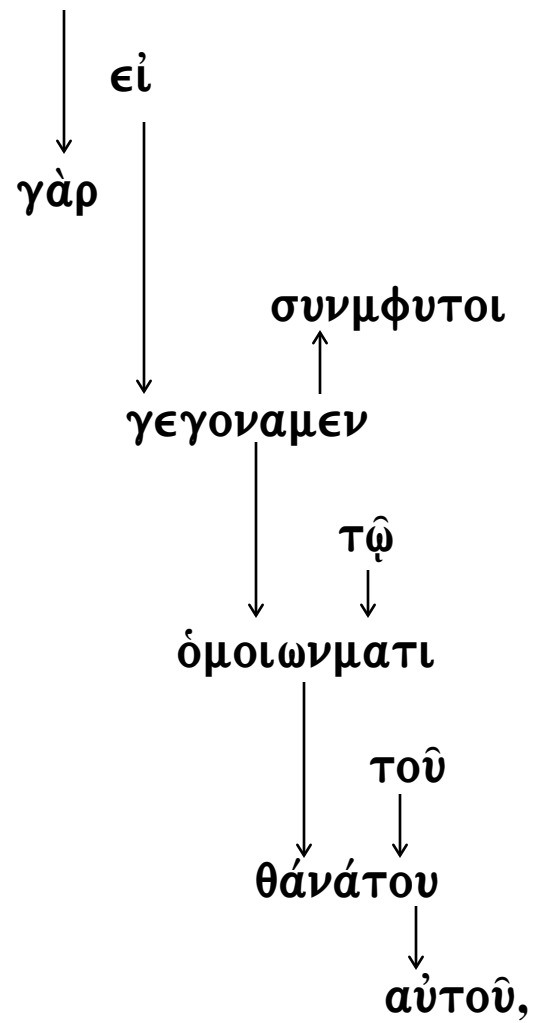 εἰ
γὰρ
συνμφυτοι
γεγοναμεν
τῷ
ὁμοιωνματι
τοῦ
θάνάτου
αὐτοῦ,